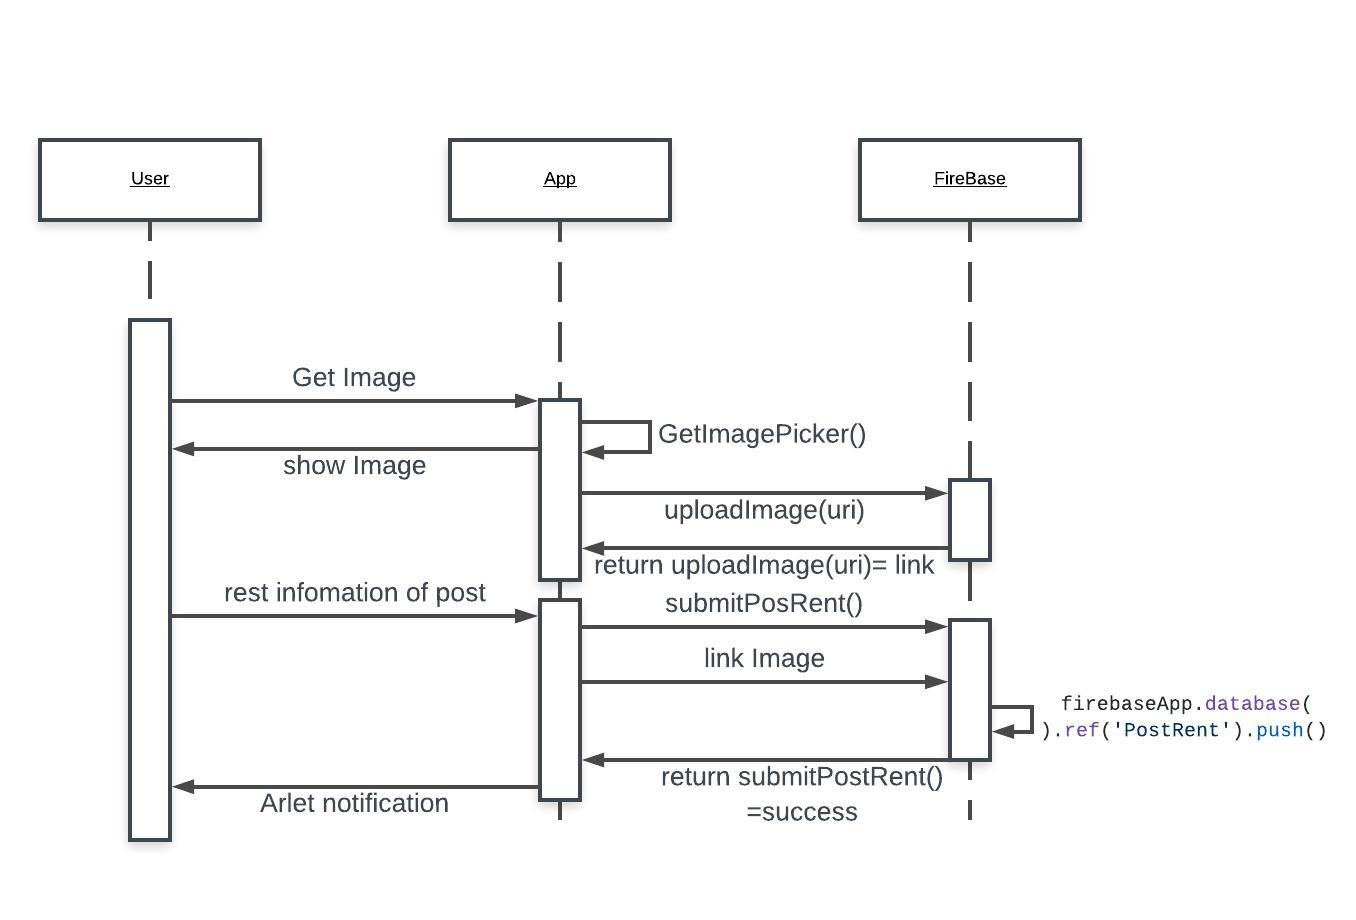 User
App
FireBase
Get Image
GetImagePicker()
show Image
uploadImage(uri)
return uploadImage(uri)= link
rest infomation of post
submitPosRent()
link Image
firebaseApp.database(
).ref('PostRent').push()
return submitPostRent()
=success
Arlet notification